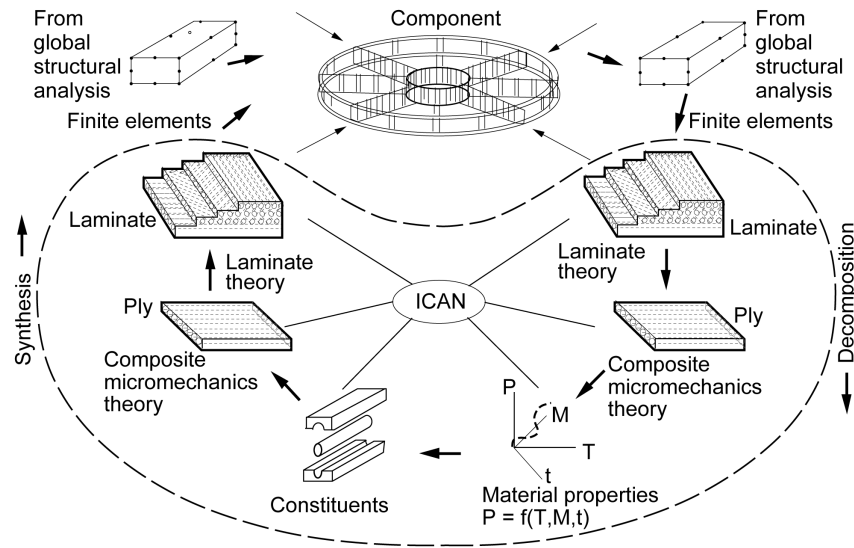 From
global
structural
analysis
Component
From
global
structural
analysis
Finite elements
Finite elements
Laminate
Laminate
Laminate
theory
Laminate
theory
Synthesis
Decomposition
ICAN
Ply
Ply
Composite
micromechanics
theory
Composite
micromechanics
theory
P
M
T
t
Constituents
Material properties
P = f(T,M,t)